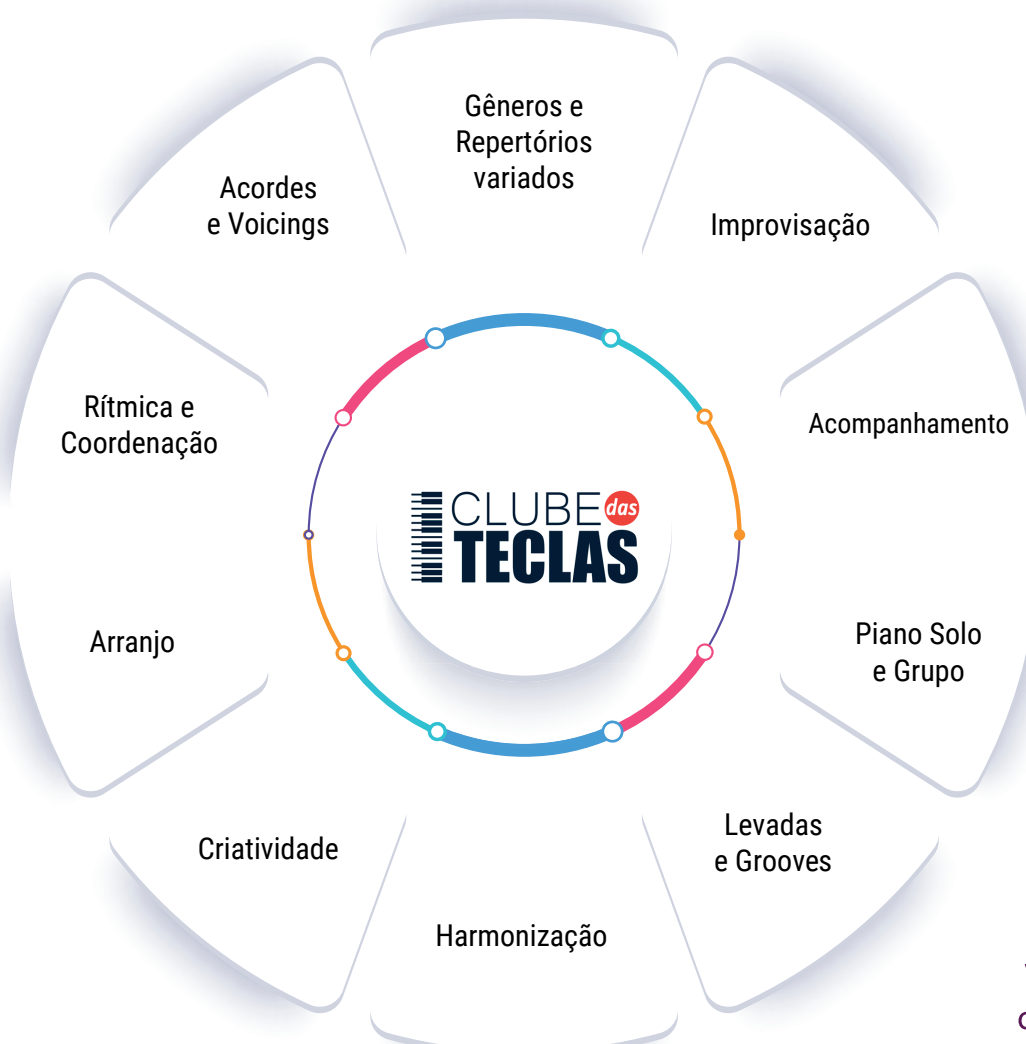 Gêneros e
Repertórios
variados
Improvisação
Acompanhamento
Piano Solo
e Grupo
Levadas
e Grooves
Harmonização
Criatividade
Arranjo
Rítmica e
Coordenação
Acordes
e Voicings
CLUBE das
TECLAS